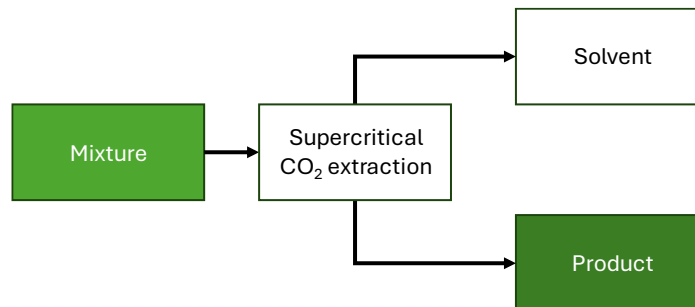 Mixture
Supercritical
CO₂ extraction
Solvent
Product